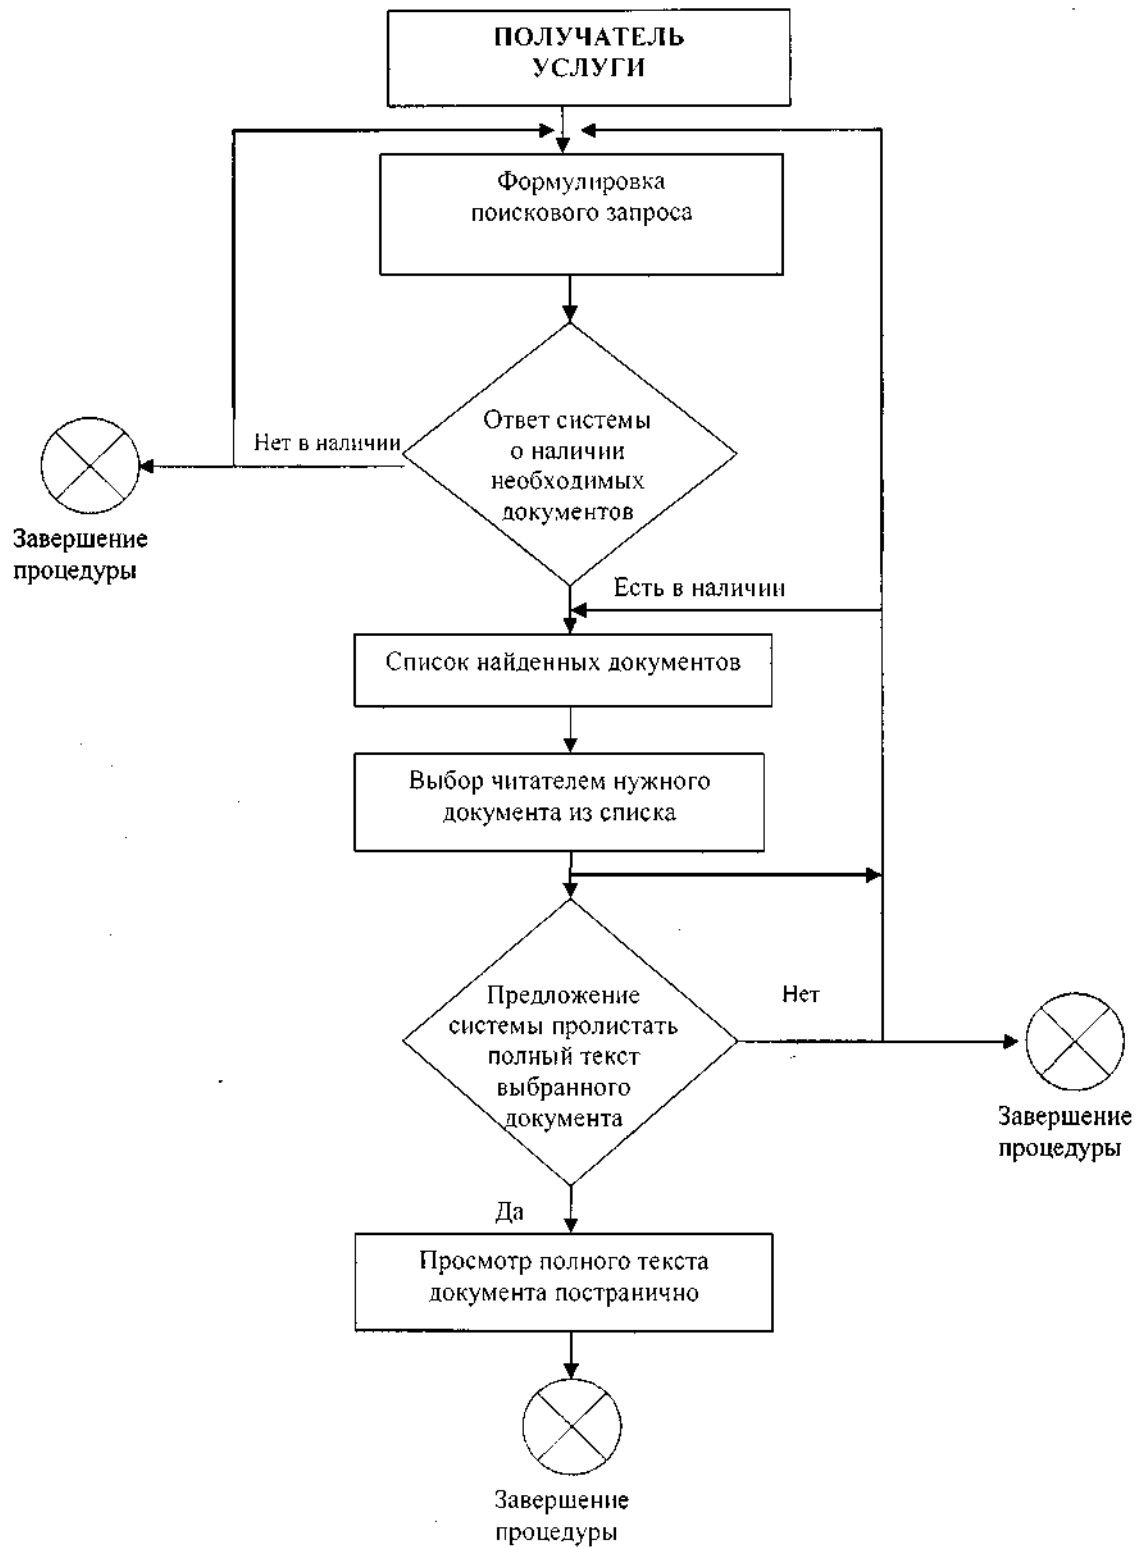 ПОЛУЧАТЕЛЬ
УСЛУГИ
Формулировка
поискового запроса
Ответ системы
о наличии
необходимых
документов
Нет в наличии
Завершение
процедуры
Есть в наличии
Список найденных документов
Выбор читателем нужного
документа из списка
Предложение
системы пролистать
полный текст
выбранного
документа
Нет
Завершение
процедуры
Да
Просмотр полного текста
документа постранично
Завершение
процедуры